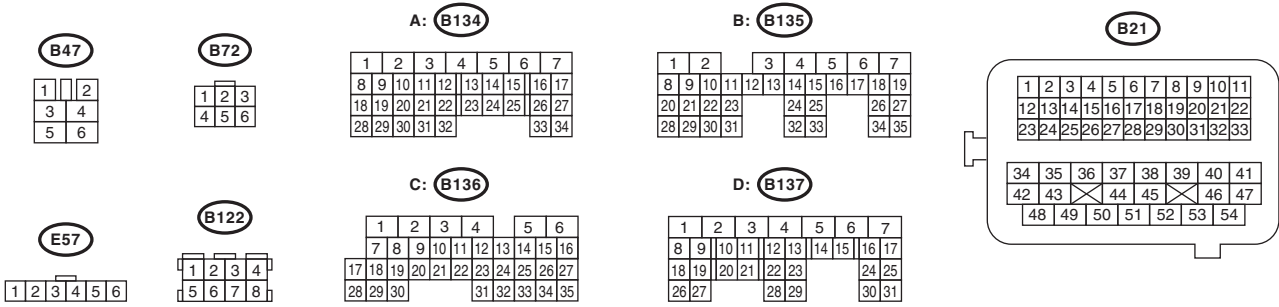 B47
1 2
3 4
5 6
B72
1 2 3
4 5 6
A: B134
1 2 3 4 5 6 7
8 9 10 11 12 13 14 15 16 17
18 19 20 21 22 23 24 25 26 27
28 29 30 31 32 33 34
B: B135
1 2 3 4 5 6 7
8 9 10 11 12 13 14 15 16 17 18 19
20 21 22 23 24 25 26 27
28 29 30 31 32 33 34 35
B21
1 2 3 4 5 6 7 8 9 10 11
12 13 14 15 16 17 18 19 20 21 22
23 24 25 26 27 28 29 30 31 32 33
34 35 36 37 38 39 40 41
42 43 44 45 46 47
48 49 50 51 52 53 54
E57
1 2 3 4 5 6
B122
1 2 3 4
5 6 7 8
C: B136
1 2 3 4 5 6
7 8 9 10 11 12 13 14 15 16
17 18 19 20 21 22 23 24 25 26 27
28 29 30 31 32 33 34 35
D: B137
1 2 3 4 5 6 7
8 9 10 11 12 13 14 15 16 17
18 19 20 21 22 23 24 25
26 27 28 29 30 31